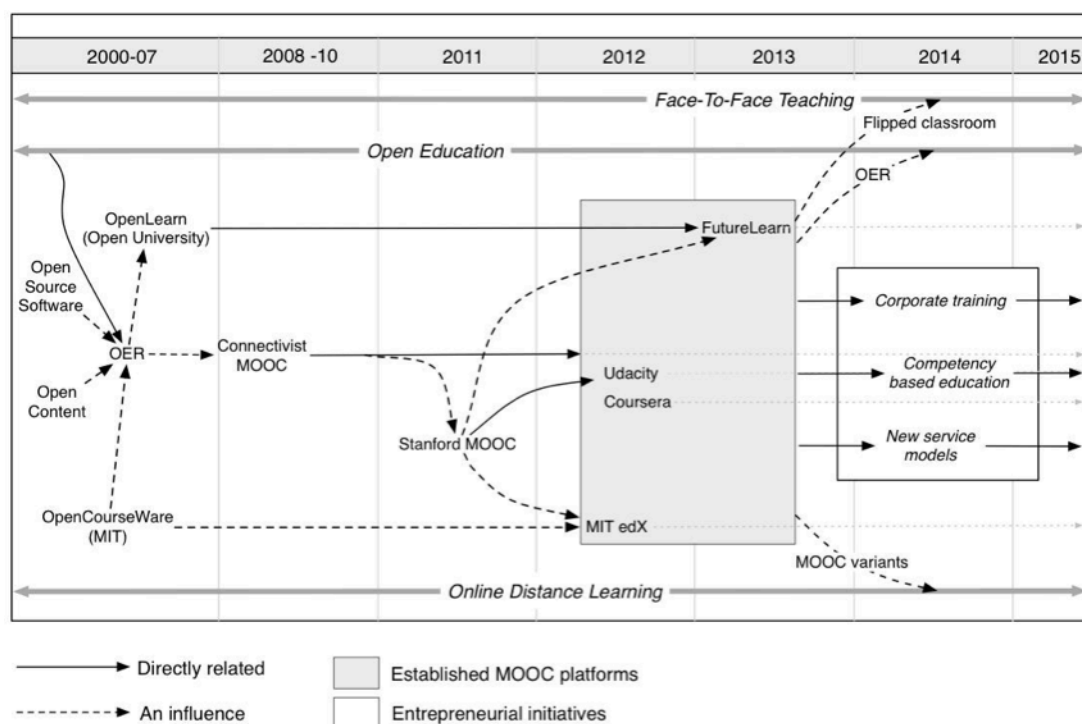 2000-07
2008 -10
2011
2012
2013
2014
2015
Face-To-Face Teaching
Flipped classroom
Open Education
OER
OpenLearn
(Open University)
FutureLearn
Open
Source
Software
Corporate training
OER
Connectivist
MOOC
Udacity
Competency
based education
Open
Content
Coursera
Stanford MOOC
New service
models
OpenCourseWare
(MIT)
MIT edX
MOOC variants
Online Distance Learning
Directly related
Established MOOC platforms
An influence
Entrepreneurial initiatives